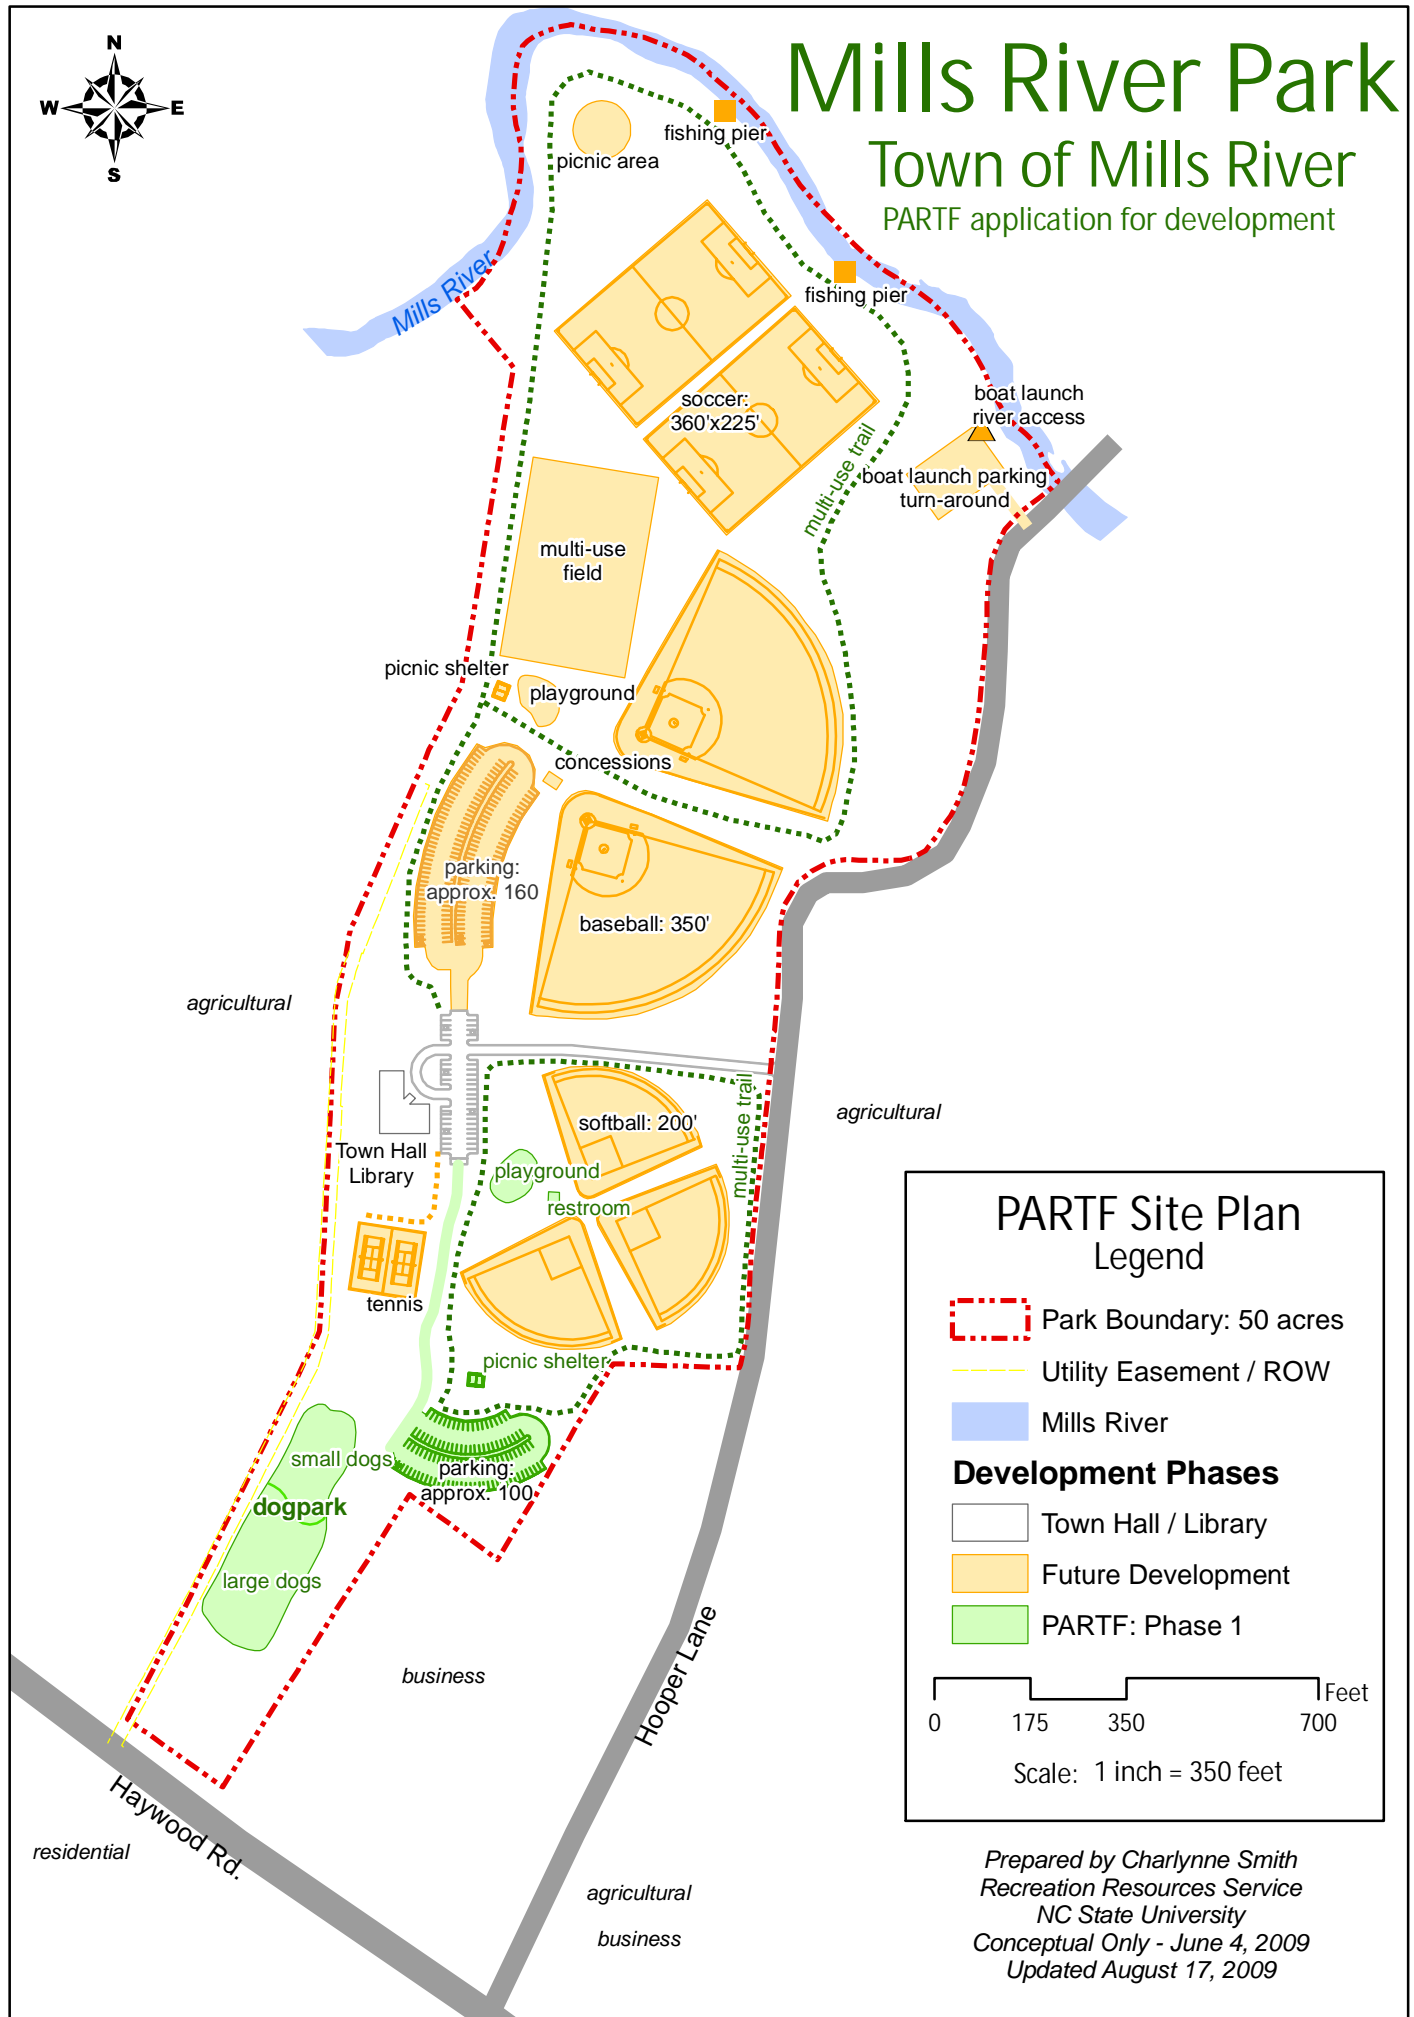 Mills River Park
Town of Mills River
PARTF application for development
N
W
E
S
fishing pier
picnic area
Mills River
fishing pier
soccer:
360'x225'
boat launch
river access
multi-use trail
boat launch parking
turn-around
multi-use
field
picnic shelter
playground
concessions
parking:
approx. 160
baseball: 350'
agricultural
agricultural
softball: 200'
multi-use trail
Town Hall
Library
playground
restroom
tennis
picnic shelter
small dogs
parking:
approx. 100
dogpark
large dogs
business
Hooper Lane
Haywood Rd.
residential
agricultural
business
PARTF Site Plan
Legend
Park Boundary: 50 acres
Utility Easement / ROW
Mills River
Development Phases
Town Hall / Library
Future Development
PARTF: Phase 1
Feet
0 175 350 700
Scale: 1 inch = 350 feet
Prepared by Charlynne Smith
Recreation Resources Service
NC State University
Conceptual Only - June 4, 2009
Updated August 17, 2009